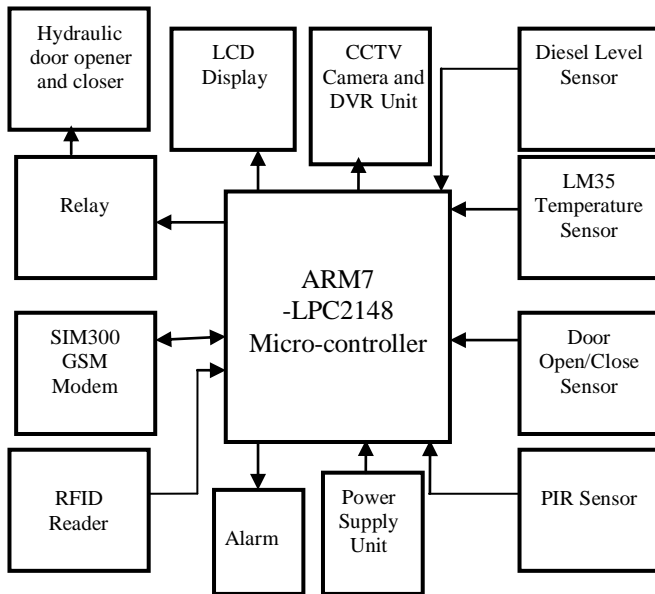 Hydraulic
door opener
and closer
LCD
Display
CCTV
Camera and
DVR Unit
Diesel Level
Sensor
Relay
LM35
Temperature
Sensor
ARM7
-LPC2148
Micro-controller
SIM300
GSM
Modem
Door
Open/Close
Sensor
RFID
Reader
Alarm
Power
Supply
Unit
PIR Sensor